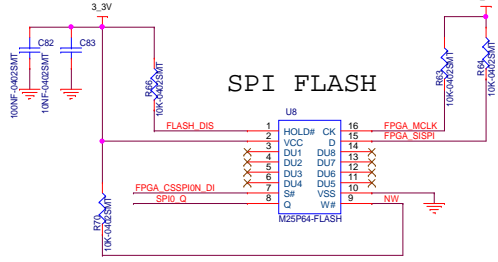 3_3V
C82
100NF-0402SMT
C83
10NF-0402SMT
R66
10K-0402SMT
R63
10K-0402SMT
R64
10K-0402SMT
SPI FLASH
U8
FLASH_DIS 1 HOLD# CK 16 FPGA_MCLK
2 VCC D 15 FPGA_SISPI
3 DU1 DU8 14
4 DU2 DU7 13
5 DU3 DU6 12
6 DU4 DU5 11
FPGA_CSSPI0N_DI 7 S# VSS 10
SPI0_Q 8 Q W# 9 NW
M25P64-FLASH
R70
10K-0402SMT